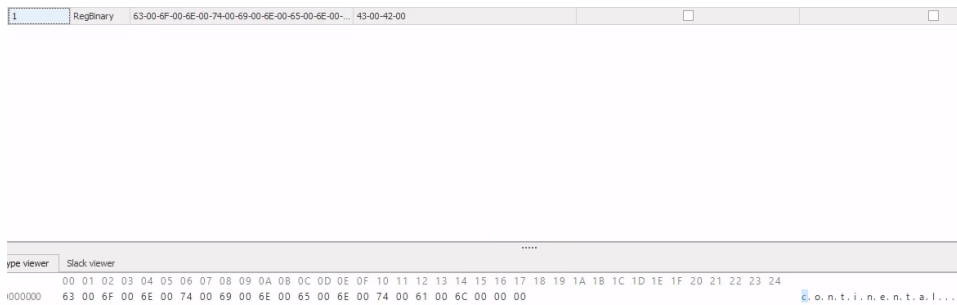 1 RegBinary 63-00-6F-00-6E-00-74-00-69-00-6E-00-65-00-6E-00-... 43-00-42-00
ype viewer Slack viewer
00 01 02 03 04 05 06 07 08 09 0A 0B 0C 0D 0E 0F 10 11 12 13 14 15 16 17 18 19 1A 1B 1C 1D 1E 1F 20 21 22 23 24
0000000 63 00 6F 00 6E 00 74 00 69 00 6E 00 65 00 6E 00 74 00 61 00 6C 00 00 00 c.o.n.t.i.n.e.n.t.a.l...